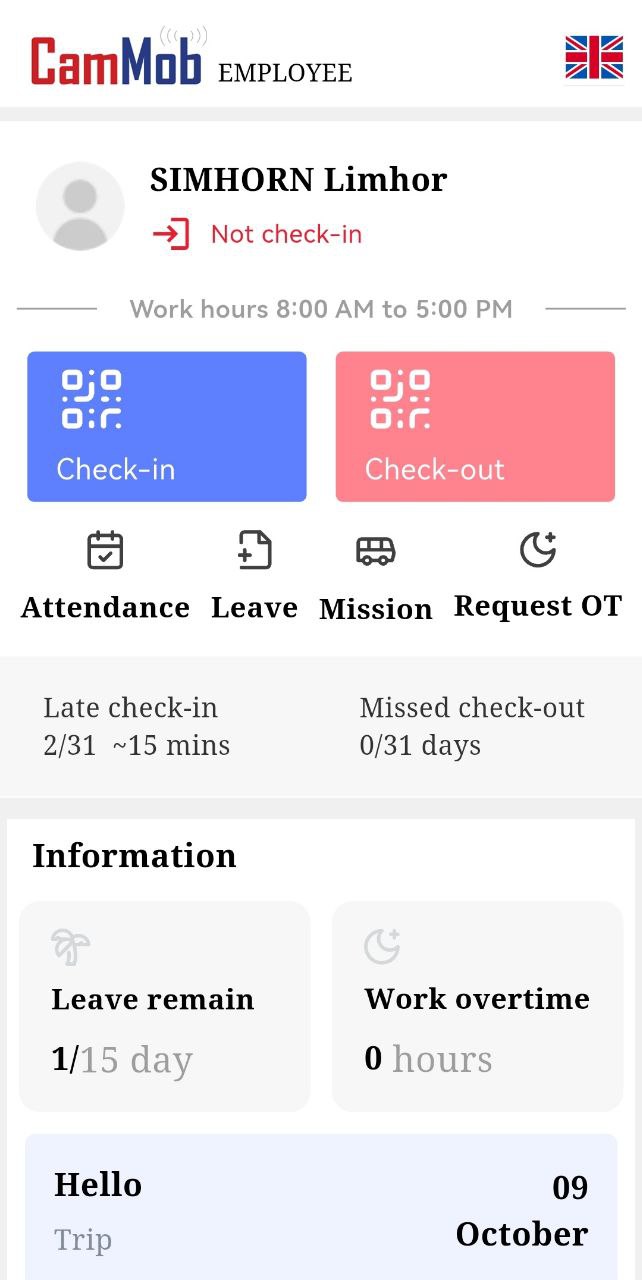 CamMob EMPLOYEE
SIMHORN Limhor
Not check-in
Work hours 8:00 AM to 5:00 PM
Check-in
Check-out
Attendance
Leave
Mission
Request OT
Late check-in
2/31 ~15 mins
Missed check-out
0/31 days
Information
Leave remain
1/15 day
Work overtime
0 hours
Hello
Trip
09
October